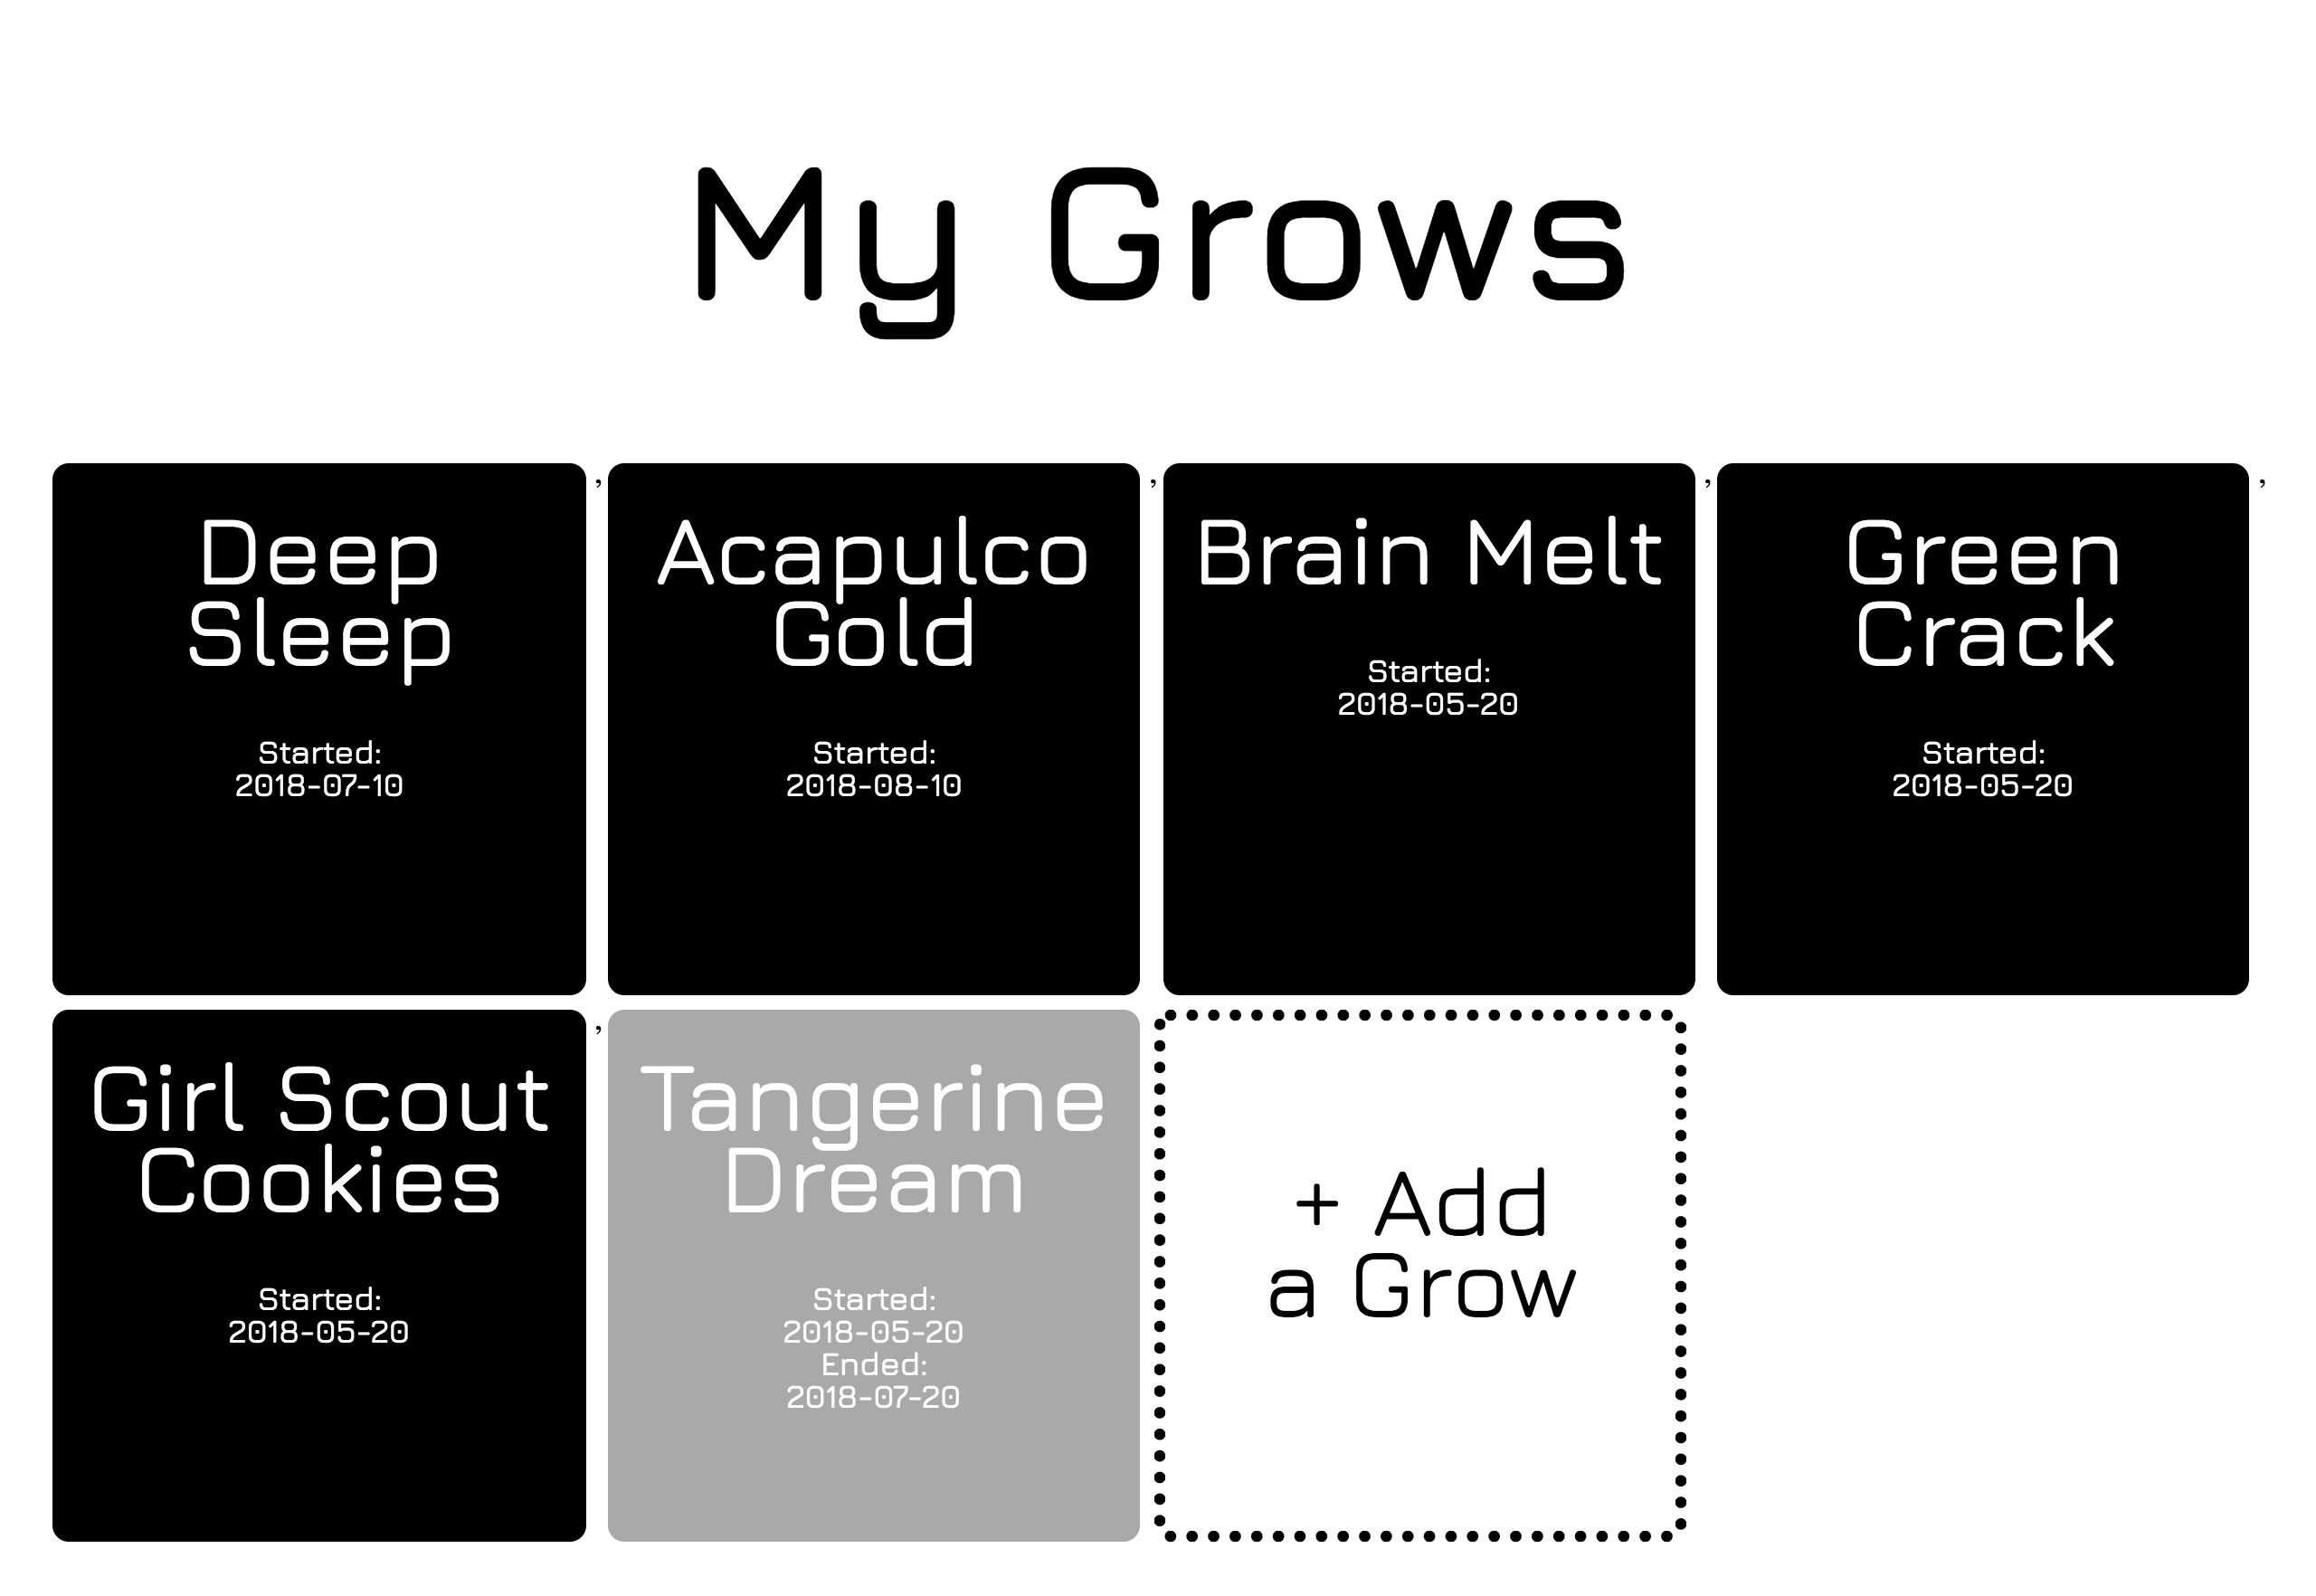 My Grows
Deep
Sleep
Started:
2018-07-10
,
Acapulco
Gold
Started:
2018-08-10
,
Brain Melt
Started:
2018-05-20
,
Green
Crack
Started:
2018-05-20
,
Girl Scout
Cookies
Started:
2018-05-20
,
Tangerine
Dream
Started:
2018-05-20
Ended:
2018-07-20
+ Add
a Grow